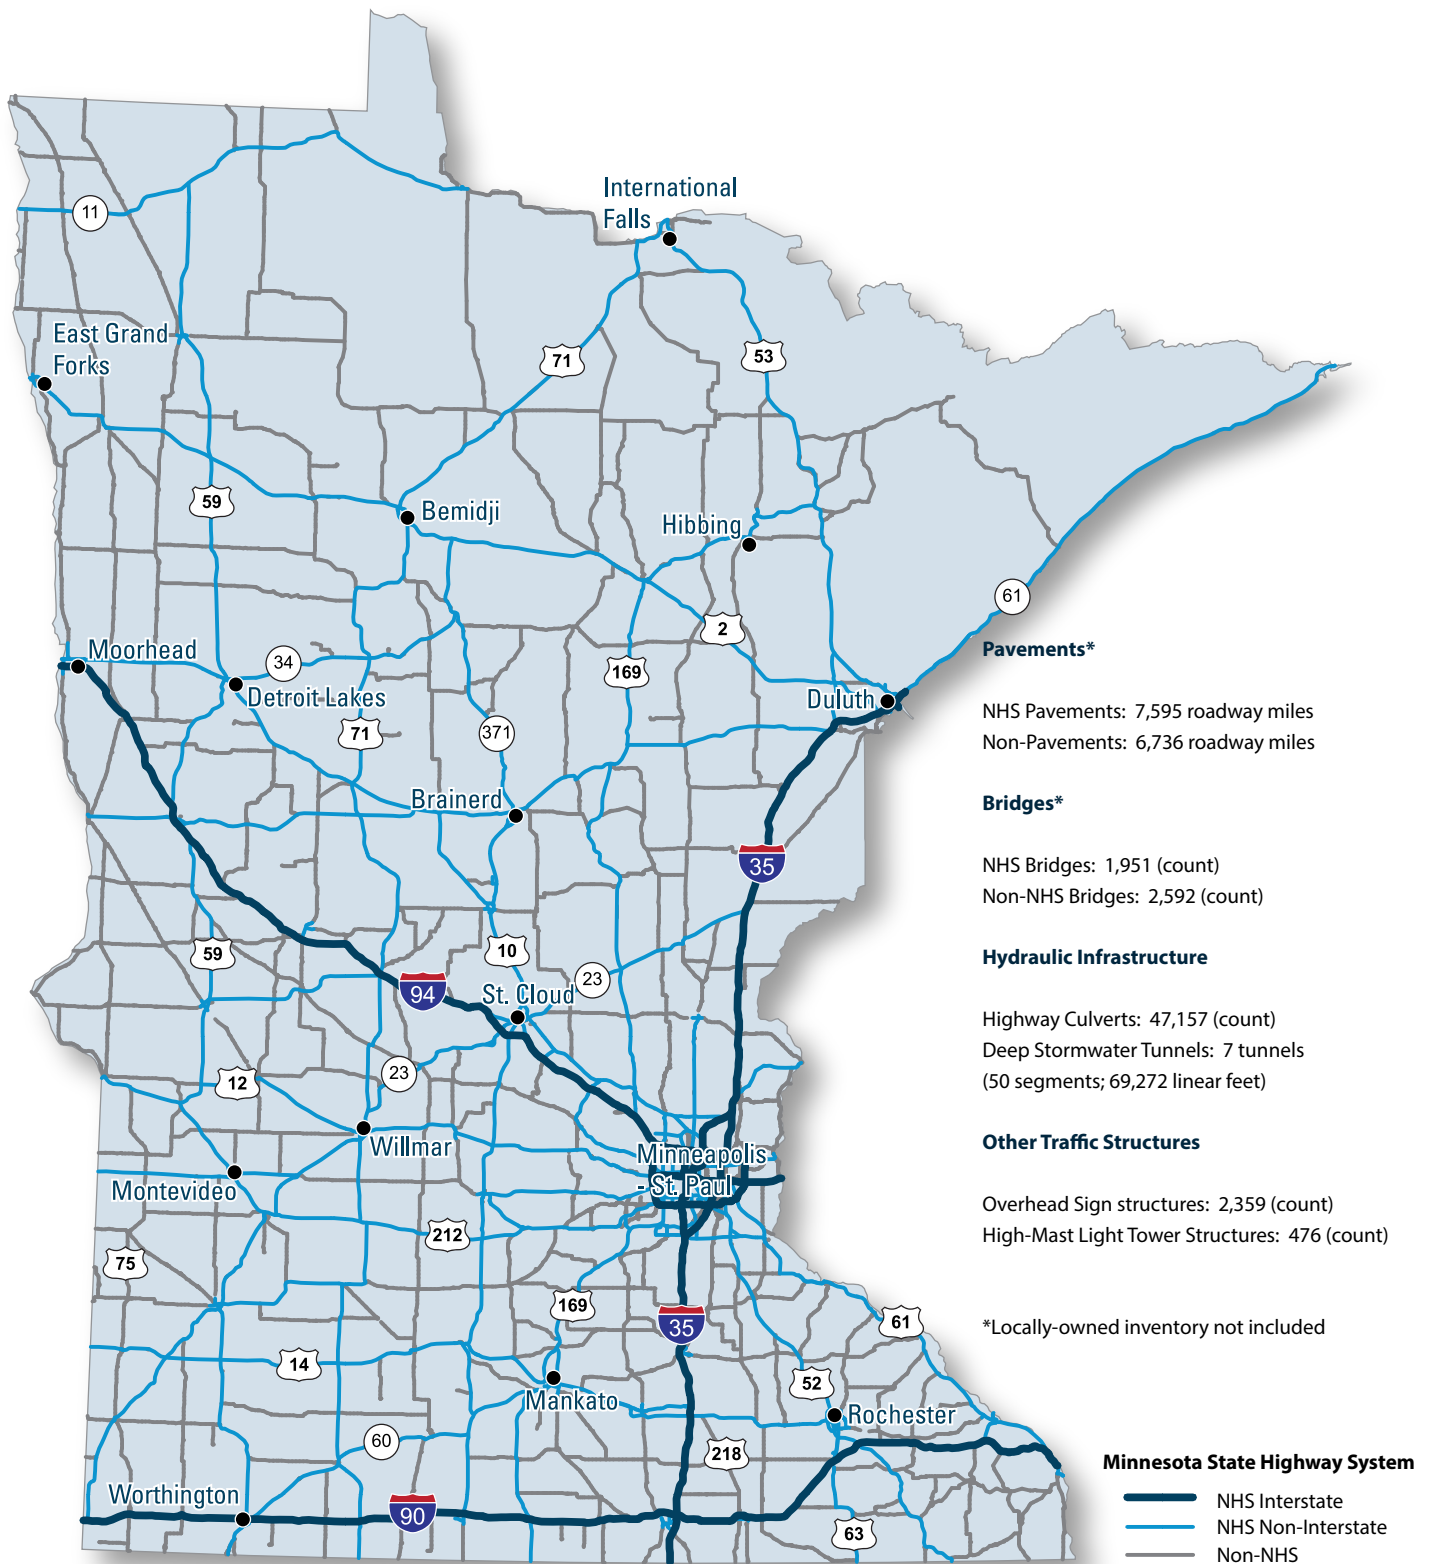 International
Falls
11
East Grand
Forks
71
53
59
Bemidji
Hibbing
61
2
Moorhead
34
169
Detroit Lakes
Duluth
71
371
Brainerd
35
59
10
23
94
St. Cloud
23
12
Willmar
Minneapolis
- St. Paul
Montevideo
212
75
169
35
61
14
52
Mankato
Rochester
60
218
Worthington
90
63
Pavements*
NHS Pavements: 7,595 roadway miles
Non-Pavements: 6,736 roadway miles
Bridges*
NHS Bridges: 1,951 (count)
Non-NHS Bridges: 2,592 (count)
Hydraulic Infrastructure
Highway Culverts: 47,157 (count)
Deep Stormwater Tunnels: 7 tunnels
(50 segments; 69,272 linear feet)
Other Traffic Structures
Overhead Sign structures: 2,359 (count)
High-Mast Light Tower Structures: 476 (count)
*Locally-owned inventory not included
Minnesota State Highway System
NHS Interstate
NHS Non-Interstate
Non-NHS